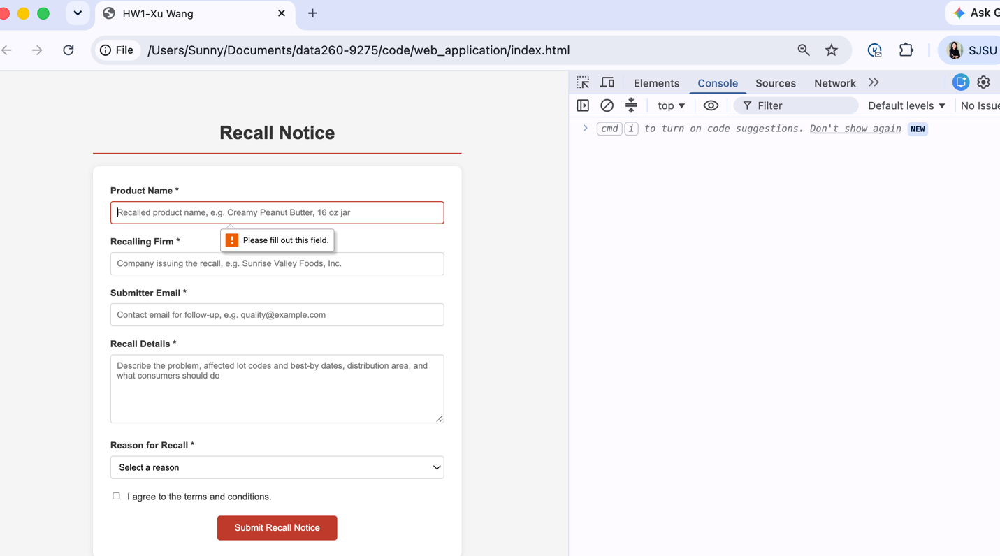 HW1-Xu Wang
Ask G
File /Users/Sunny/Documents/data260-9275/code/web_application/index.html
SJSU
Elements Console Sources Network
top Filter Default levels No Issue
cmd i to turn on code suggestions. Don't show again NEW
Recall Notice
Product Name *
Recalled product name, e.g. Creamy Peanut Butter, 16 oz jar
Please fill out this field.
Recalling Firm *
Company issuing the recall, e.g. Sunrise Valley Foods, Inc.
Submitter Email *
Contact email for follow-up, e.g. quality@example.com
Recall Details *
Describe the problem, affected lot codes and best-by dates, distribution area, and
what consumers should do
Reason for Recall *
Select a reason
I agree to the terms and conditions.
Submit Recall Notice